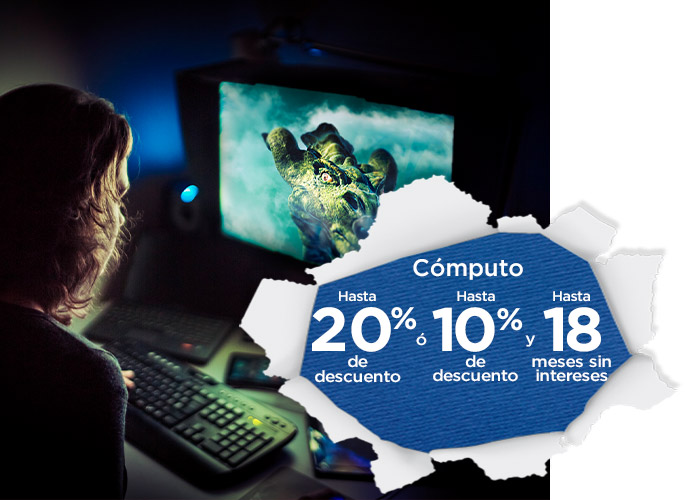 Cómputo
Hasta
20%
de
descuento
ó
Hasta
10%
de
descuento
y
Hasta
18
meses sin
intereses